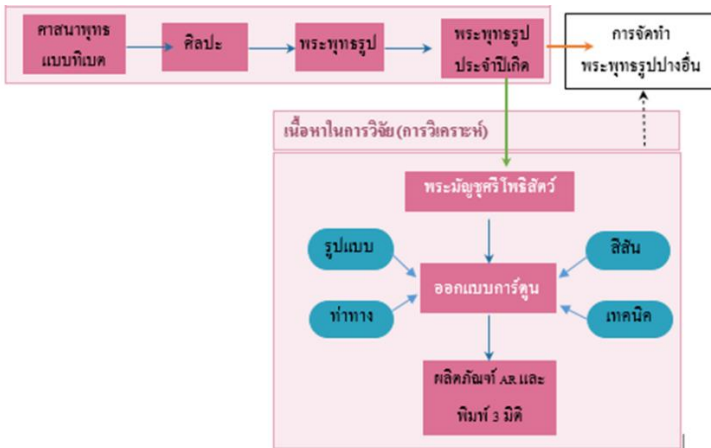 ศาสนาพุทธ
แบบทิเบต
ศิลปะ
พระพุทธรูป
พระพุทธรูป
ประจำปีเกิด
การจัดทำ
พระพุทธรูปปางอื่น
เนื้อหาในการวิจัย (การวิเคราะห์)
พระมัญชุศรีโพธิสัตว์
รูปแบบ
สีสัน
ออกแบบการ์ตูน
ท่าทาง
เทคนิค
ผลิตภัณฑ์ AR และ
พิมพ์ 3 มิติ